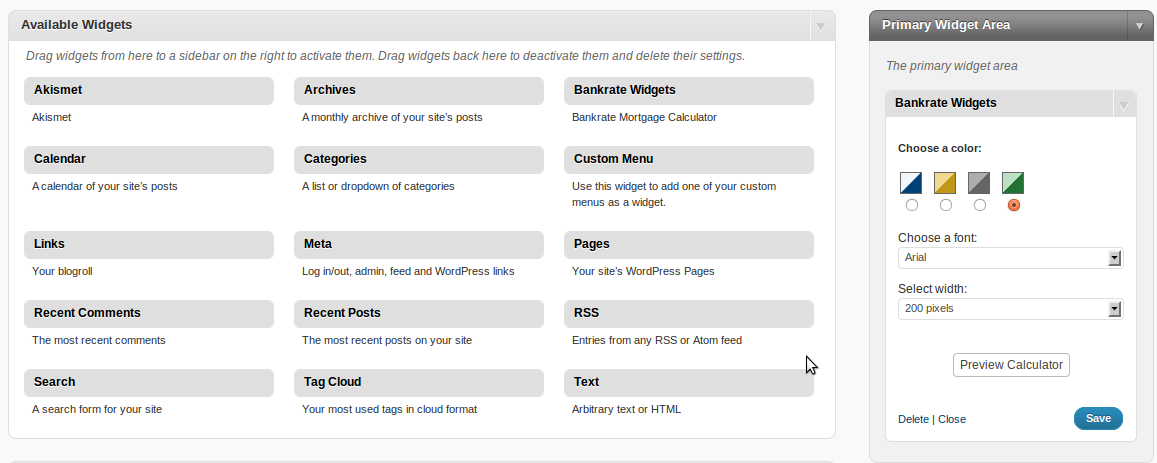 Available Widgets
Drag widgets from here to a sidebar on the right to activate them. Drag widgets back here to deactivate them and delete their settings.
Akismet
Akismet
Archives
A monthly archive of your site's posts
Bankrate Widgets
Bankrate Mortgage Calculator
Calendar
A calendar of your site's posts
Categories
A list or dropdown of categories
Custom Menu
Use this widget to add one of your custom
menus as a widget.
Links
Your blogroll
Meta
Log in/out, admin, feed and WordPress links
Pages
Your site's WordPress Pages
Recent Comments
The most recent comments
Recent Posts
The most recent posts on your site
RSS
Entries from any RSS or Atom feed
Search
A search form for your site
Tag Cloud
Your most used tags in cloud format
Text
Arbitrary text or HTML
Primary Widget Area
The primary widget area
Bankrate Widgets
Choose a color:
Choose a font:
Arial
Select width:
200 pixels
Preview Calculator
Delete | Close
Save